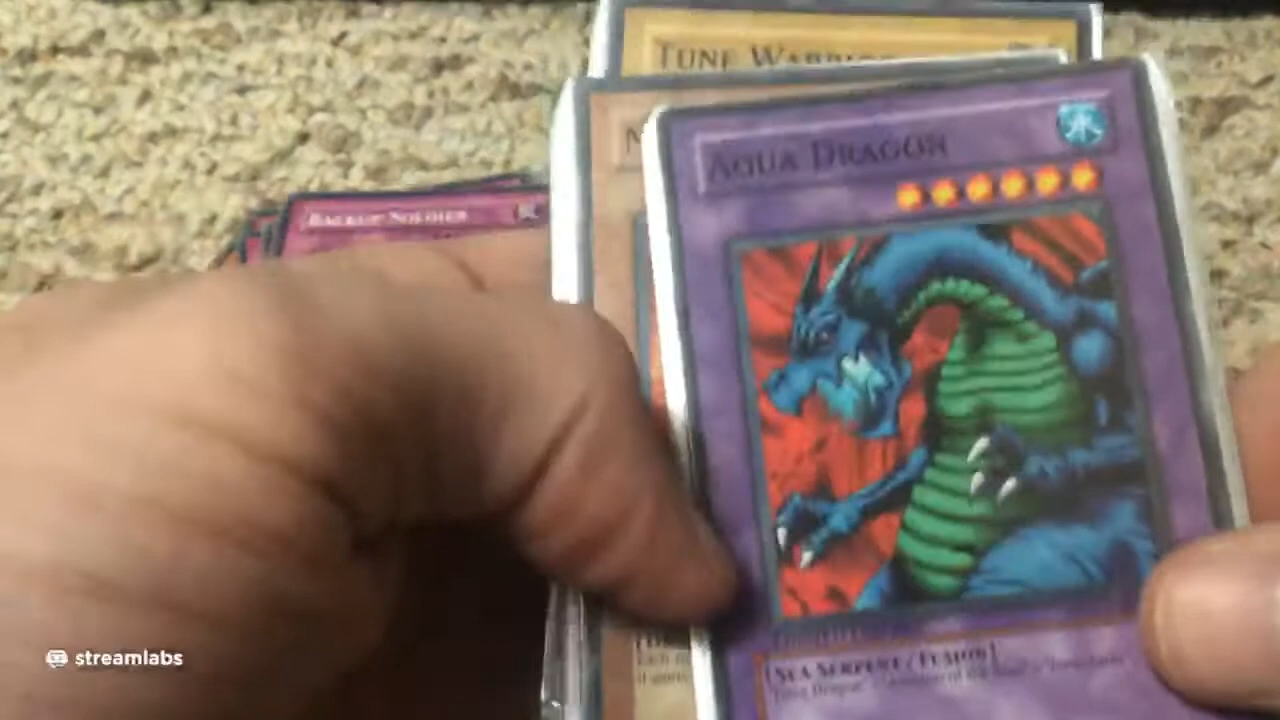 TUNE WARRIOR
AQUA DRAGON
BACKUP SOLDIER
[SEA SERPENT/FUSION]
streamlabs